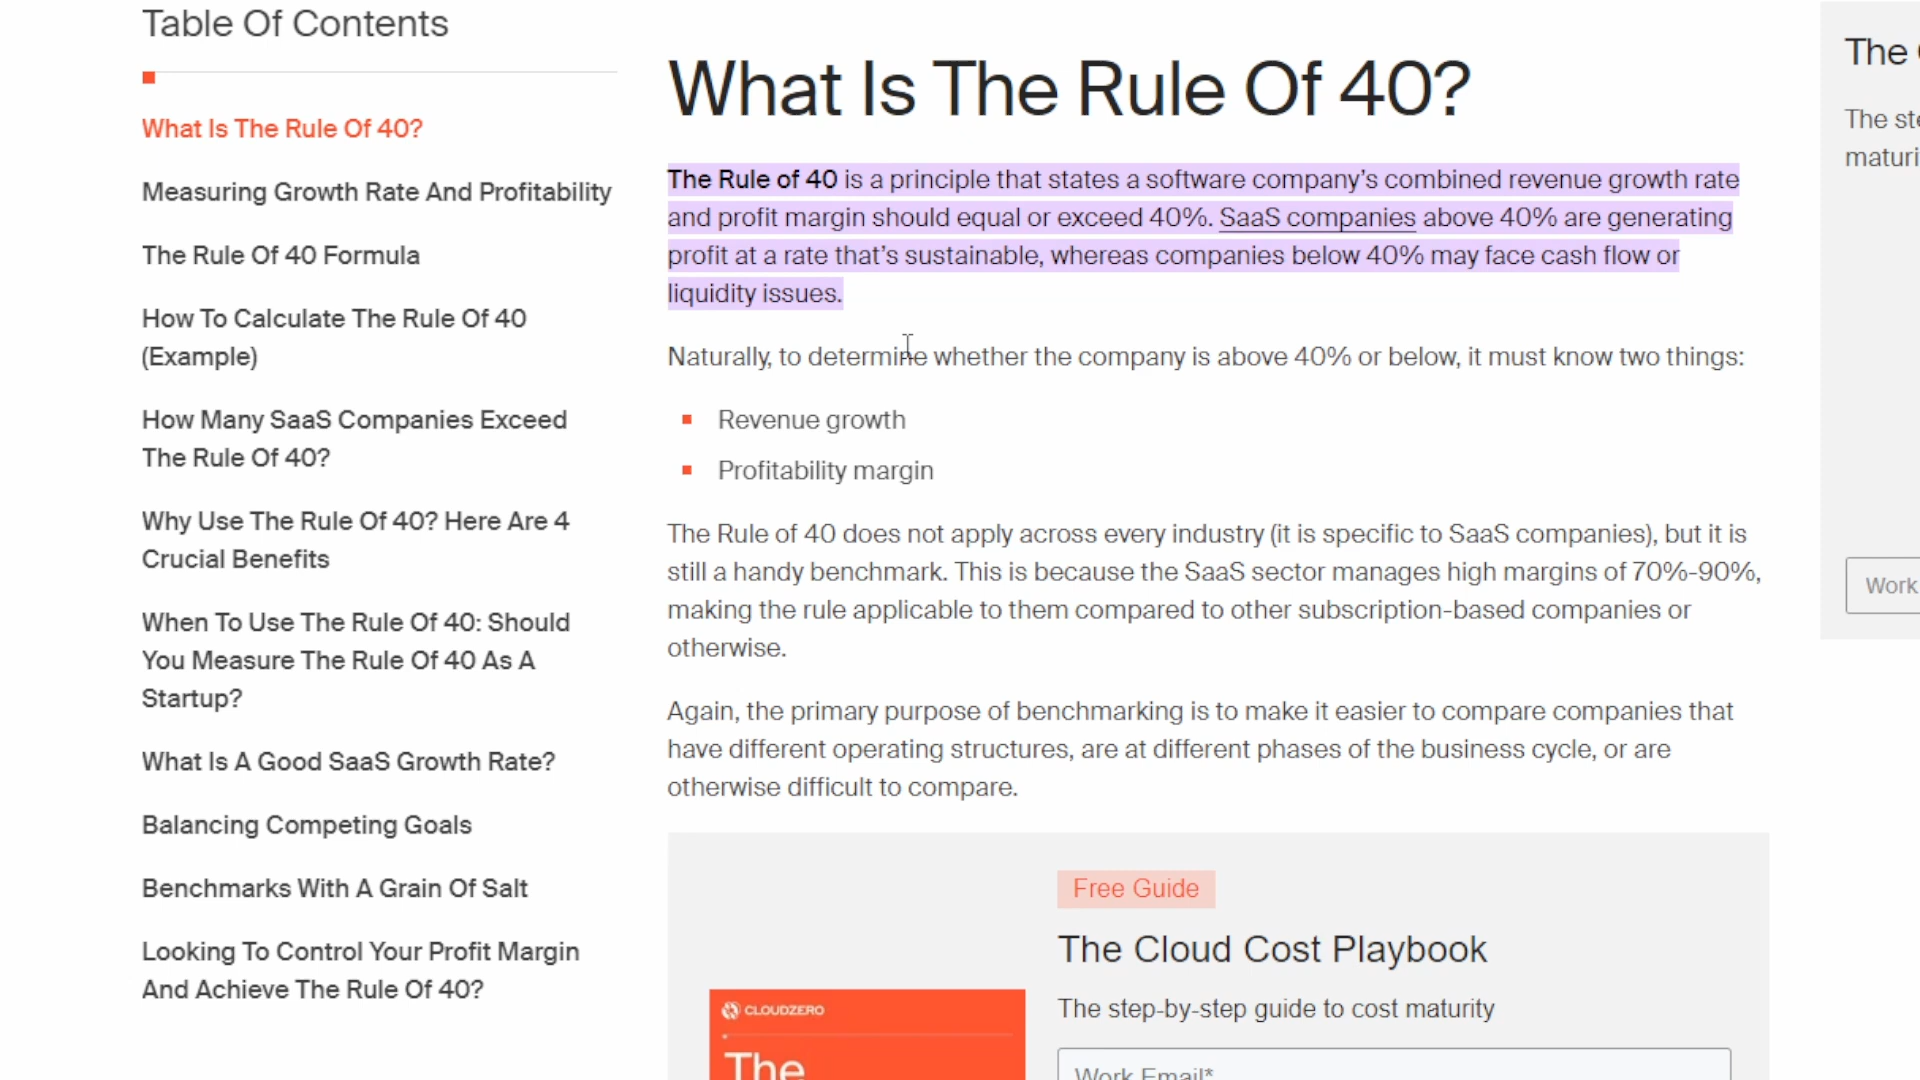 Table Of Contents
What Is The Rule Of 40?
Measuring Growth Rate And Profitability
The Rule Of 40 Formula
How To Calculate The Rule Of 40
(Example)
How Many SaaS Companies Exceed
The Rule Of 40?
Why Use The Rule Of 40? Here Are 4
Crucial Benefits
When To Use The Rule Of 40: Should
You Measure The Rule Of 40 As A
Startup?
What Is A Good SaaS Growth Rate?
Balancing Competing Goals
Benchmarks With A Grain Of Salt
Looking To Control Your Profit Margin
And Achieve The Rule Of 40?
What Is The Rule Of 40?
The Rule of 40 is a principle that states a software company's combined revenue growth rate
and profit margin should equal or exceed 40%. SaaS companies above 40% are generating
profit at a rate that's sustainable, whereas companies below 40% may face cash flow or
liquidity issues.
Naturally, to determine whether the company is above 40% or below, it must know two things:
Revenue growth
Profitability margin
The Rule of 40 does not apply across every industry (it is specific to SaaS companies), but it is
still a handy benchmark. This is because the SaaS sector manages high margins of 70%-90%,
making the rule applicable to them compared to other subscription-based companies or
otherwise.
Again, the primary purpose of benchmarking is to make it easier to compare companies that
have different operating structures, are at different phases of the business cycle, or are
otherwise difficult to compare.
Free Guide
The Cloud Cost Playbook
The step-by-step guide to cost maturity
Work Email*
CLOUDZERO
The
The
The ste
maturi
Work